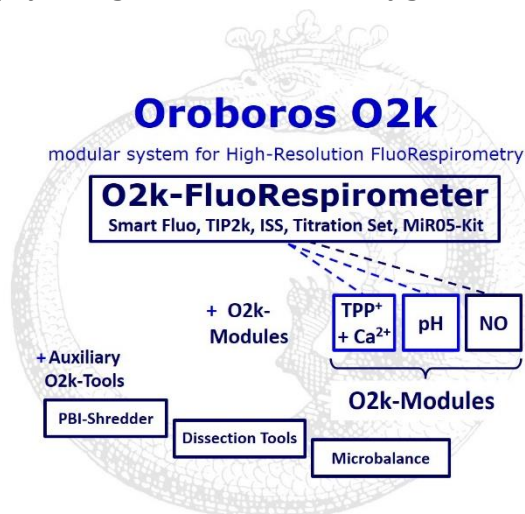 Oroboros O2k
modular system for High-Resolution FluoRespirometry
O2k-FluoRespirometer
Smart Fluo, TIP2k, ISS, Titration Set, MiR05-Kit
+ O2k-
Modules
TPP⁺
+ Ca²⁺
pH
NO
O2k-Modules
+Auxiliary
O2k-Tools
PBI-Shredder
Dissection Tools
Microbalance